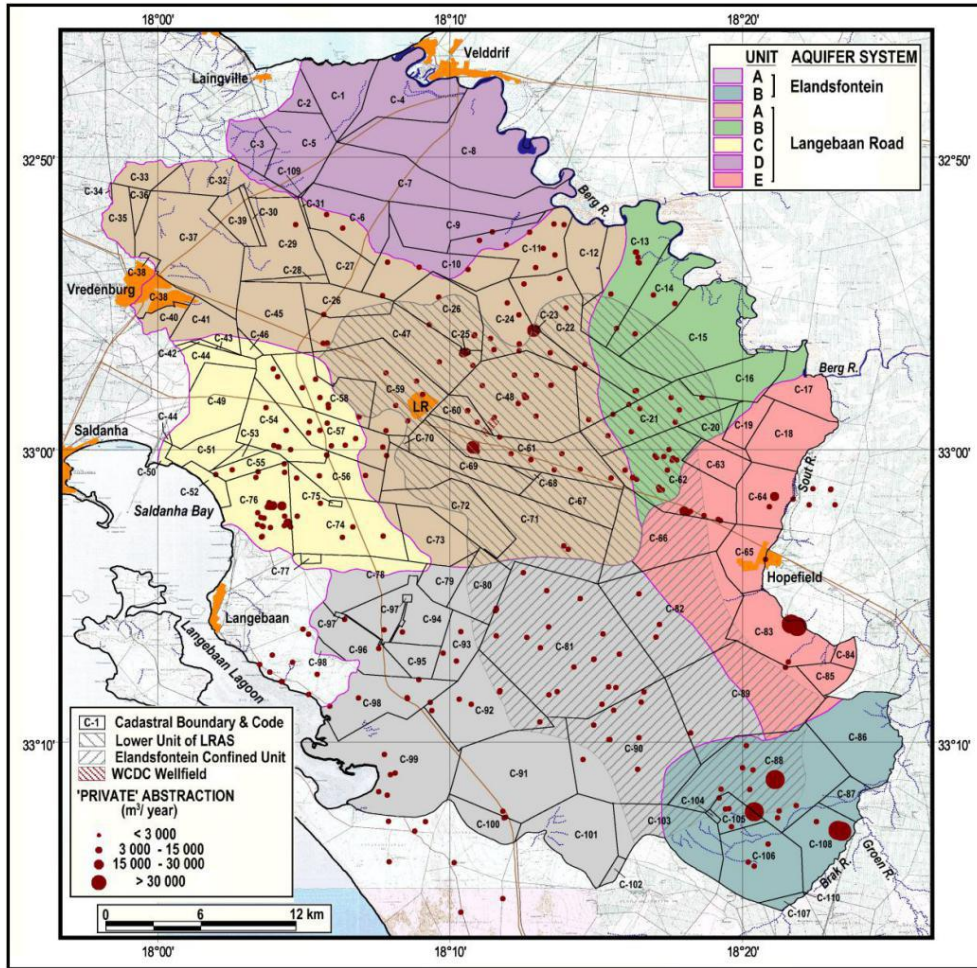 18°00'
18°10'
18°20'
Velddrif
Laingville
UNIT AQUIFER SYSTEM
A
B
Elandsfontein
A
B
C
D
E
Langebaan Road
C-1
C-2
C-4
C-3
C-5
C-8
C-109
C-7
32°50'
32°50'
Berg R.
C-34
C-33
C-36
C-32
C-31
C-6
C-9
C-35
C-39
C-30
C-37
C-29
C-10
C-11
C-12
C-13
C-28
C-27
C-14
C-38
Vredenburg
C-38
C-40
C-41
C-45
C-26
C-26
C-24
C-23
C-22
C-15
C-47
C-25
C-42
C-43
C-46
C-44
C-16
Berg R.
C-17
C-49
C-58
C-59
C-48
LR
C-60
C-44
C-54
C-21
C-20
C-19
C-18
Saldanha
C-53
C-57
C-70
C-61
C-51
33°00'
33°00'
C-50
C-55
C-56
C-69
C-68
C-62
C-63
Sout R.
C-52
Saldanha Bay
C-76
C-75
C-74
C-67
C-64
C-72
C-73
C-71
C-66
C-65
Hopefield
C-77
C-78
C-79
C-80
Langebaan
C-97
C-97
C-94
C-82
C-81
C-83
C-93
C-96
C-95
C-84
C-85
Langebaan Lagoon
C-98
C-98
C-92
C-89
C-86
33°10'
33°10'
C-90
C-88
C-99
C-91
C-87
C-104
C-105
C-103
C-108
C-100
C-101
C-106
Groen R.
Brak R.
C-102
C-110
C-107
C-1 Cadastral Boundary & Code
Lower Unit of LRAS
Elandsfontein Confined Unit
WCDC Wellfield
'PRIVATE' ABSTRACTION
(m³/ year)
< 3 000
3 000 - 15 000
15 000 - 30 000
> 30 000
0 6 12 km
18°00'
18°10'
18°20'